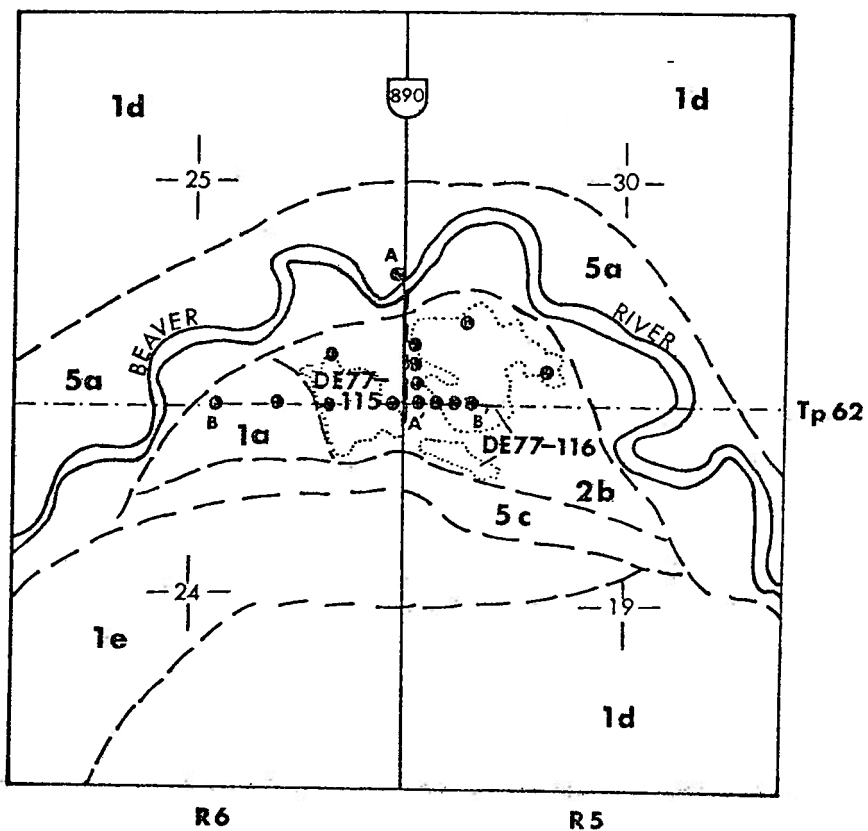 890
1d
1d
25
30
A
5a
BEAVER
RIVER
5a
DE77-
115
B
A'
B'
Tp 62
1a
DE77-116
2b
5c
24
19
1e
1d
R6
R5